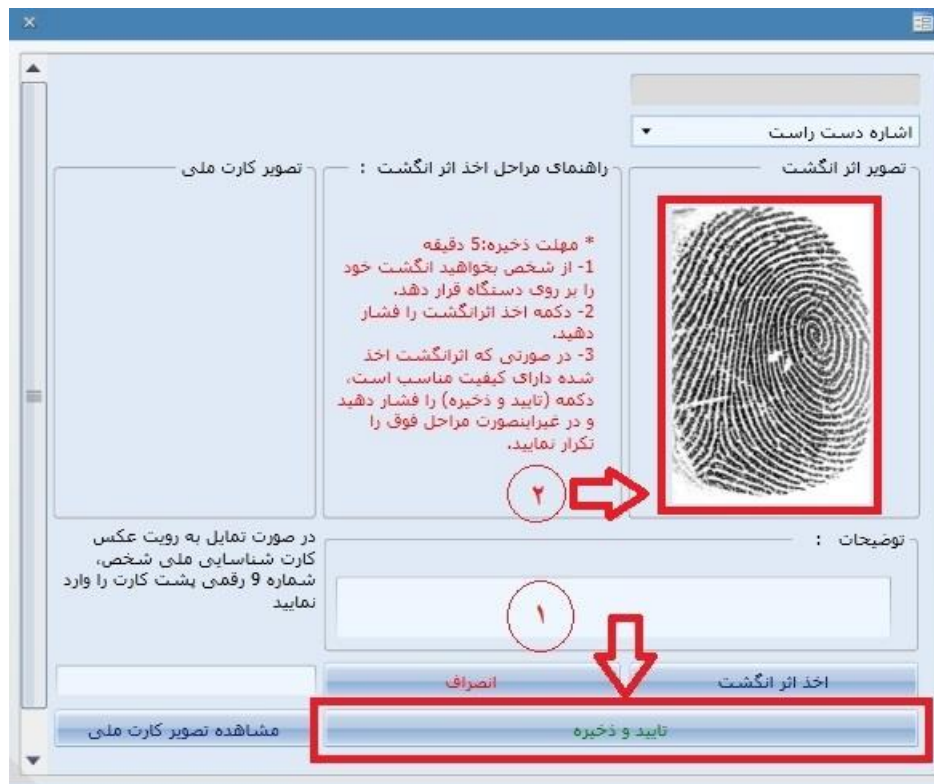 اشاره دست راست
تصویر اثر انگشت
راهنمای مراحل اخذ اثر انگشت :
* مهلت ذخیره:5 دقیقه
1- از شخص بخواهید انگشت خود
را بر روی دستگاه قرار دهد.
2- دکمه اخذ اثرانگشت را فشار
دهید.
3- در صورتی که اثرانگشت اخذ
شده دارای کیفیت مناسب است،
دکمه (تایید و ذخیره) را فشار دهید
و در غیراینصورت مراحل فوق را
تکرار نمایید.
۲
تصویر کارت ملی
توضیحات :
۱
در صورت تمایل به رویت عکس
کارت شناسایی ملی شخص،
شماره 9 رقمی پشت کارت را وارد
نمایید
اخذ اثر انگشت
انصراف
تایید و ذخیره
مشاهده تصویر کارت ملی